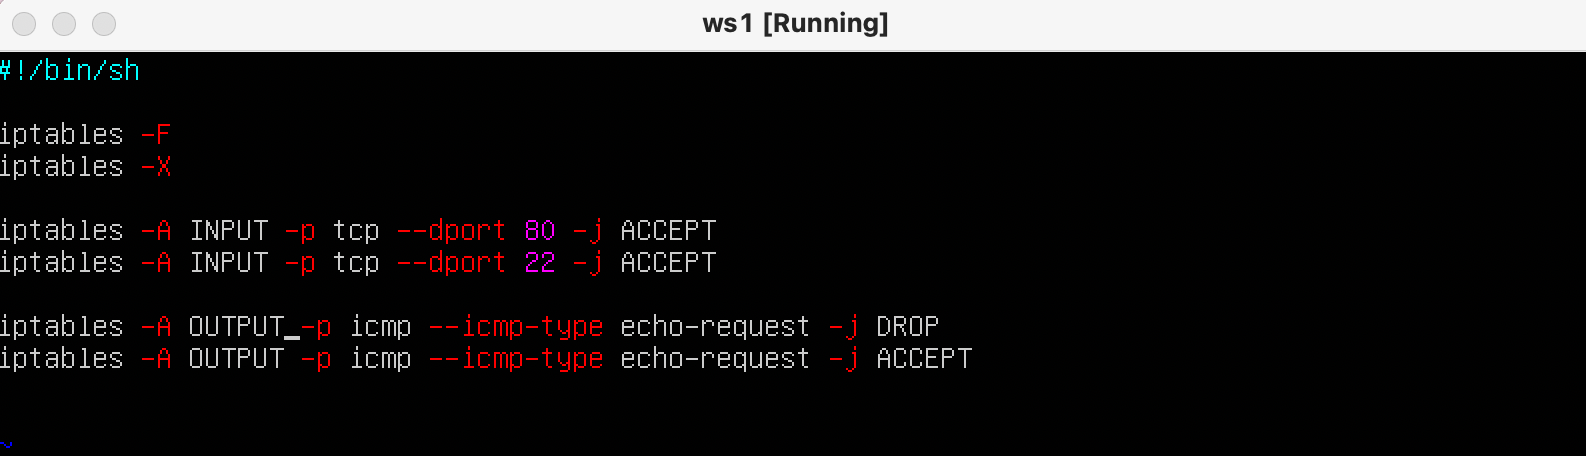 ws1 [Running]
#!/bin/sh
iptables -F
iptables -X
iptables -A INPUT -p tcp --dport 80 -j ACCEPT
iptables -A INPUT -p tcp --dport 22 -j ACCEPT
iptables -A OUTPUT -p icmp --icmp-type echo-request -j DROP
iptables -A OUTPUT -p icmp --icmp-type echo-request -j ACCEPT
~